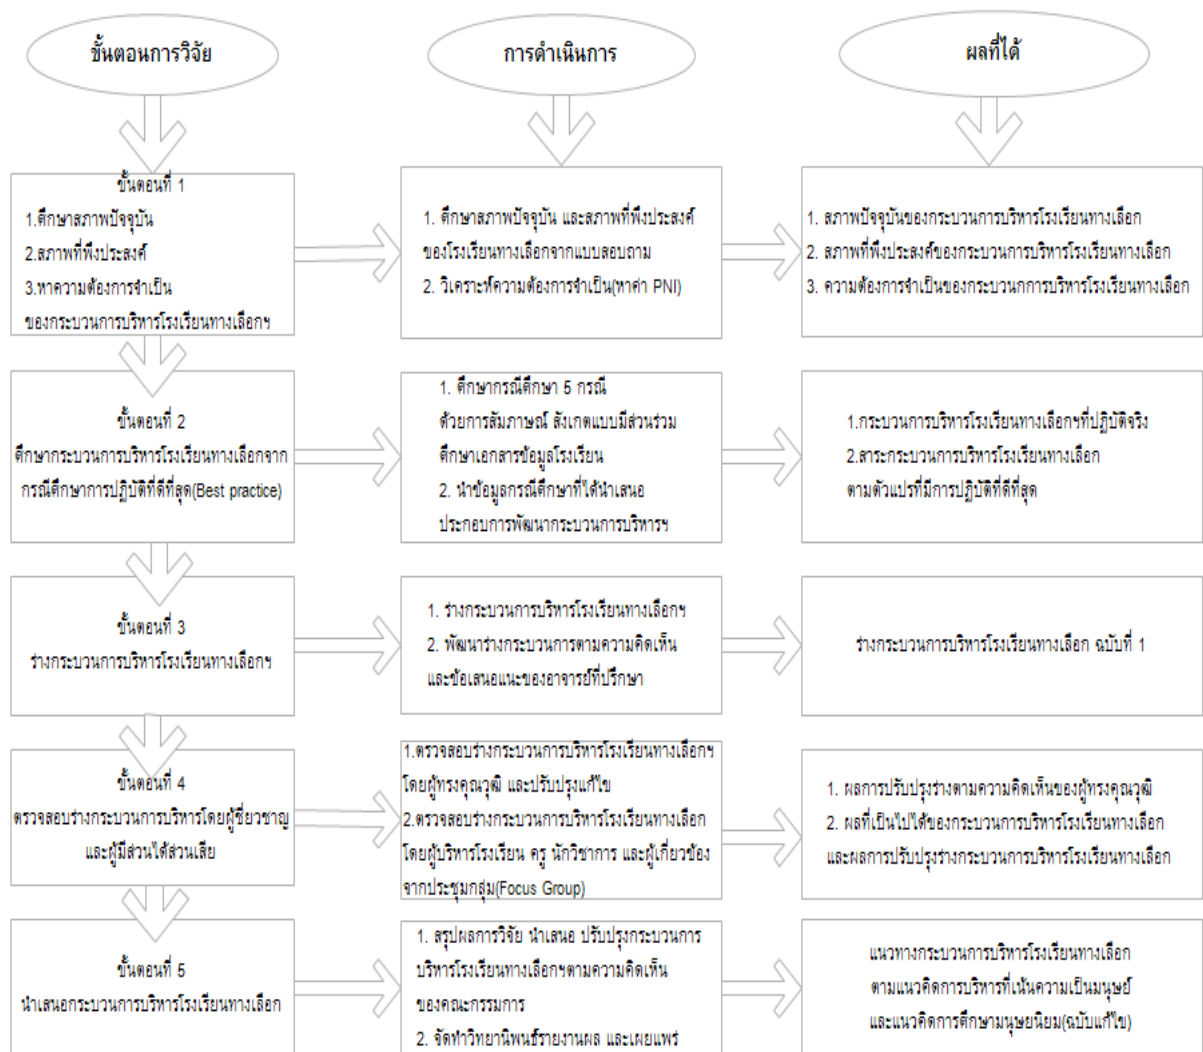 ขั้นตอนการวิจัย
การดำเนินการ
ผลที่ได้
ขั้นตอนที่ 1
1.ศึกษาสภาพปัจจุบัน
2.สภาพที่พึงประสงค์
3.หาความต้องการจำเป็น
ของกระบวนการบริหารโรงเรียนทางเลือกฯ
1. ศึกษาสภาพปัจจุบัน และสภาพที่พึงประสงค์
ของโรงเรียนทางเลือกจากแบบสอบถาม
2. วิเคราะห์ความต้องการจำเป็น(หาค่า PNI)
1. สภาพปัจจุบันของกระบวนการบริหารโรงเรียนทางเลือก
2. สภาพที่พึงประสงค์ของกระบวนการบริหารโรงเรียนทางเลือก
3. ความต้องการจำเป็นของกระบวนกการบริหารโรงเรียนทางเลือก
ขั้นตอนที่ 2
ศึกษากระบวนการบริหารโรงเรียนทางเลือกจาก
กรณีศึกษาการปฏิบัติที่ดีที่สุด(Best practice)
1. ศึกษากรณีศึกษา 5 กรณี
ด้วยการสัมภาษณ์ สังเกตแบบมีส่วนร่วม
ศึกษาเอกสารข้อมูลโรงเรียน
2. นำข้อมูลกรณีศึกษาที่ได้นำเสนอ
ประกอบการพัฒนากระบวนการบริหารฯ
1.กระบวนการบริหารโรงเรียนทางเลือกฯที่ปฏิบัติจริง
2.สาระกระบวนการบริหารโรงเรียนทางเลือก
ตามตัวแปรที่มีการปฏิบัติที่ดีที่สุด
ขั้นตอนที่ 3
ร่างกระบวนการบริหารโรงเรียนทางเลือกฯ
1. ร่างกระบวนการบริหารโรงเรียนทางเลือกฯ
2. พัฒนาร่างกระบวนการตามความคิดเห็น
และข้อเสนอแนะของอาจารย์ที่ปรึกษา
ร่างกระบวนการบริหารโรงเรียนทางเลือก ฉบับที่ 1
ขั้นตอนที่ 4
ตรวจสอบร่างกระบวนการบริหารโดยผู้ชี่ยวชาญ
และผู้มีส่วนได้ส่วนเสีย
1.ตรวจสอบร่างกระบวนการบริหารโรงเรียนทางเลือกฯ
โดยผู้ทรงคุณวุฒิ และปรับปรุงแก้ไข
2.ตรวจสอบร่างกระบวนการบริหารโรงเรียนทางเลือก
โดยผู้บริหารโรงเรียน ครู นักวิชาการ และผู้เกี่ยวข้อง
จากประชุมกลุ่ม(Focus Group)
1. ผลการปรับปรุงร่างตามความคิดเห็นของผู้ทรงคุณวุฒิ
2. ผลที่เป็นไปได้ของกระบวนการบริหารโรงเรียนทางเลือก
และผลการปรับปรุงร่างกระบวนการบริหารโรงเรียนทางเลือก
ขั้นตอนที่ 5
นำเสนอกระบวนการบริหารโรงเรียนทางเลือก
1. สรุปผลการวิจัย นำเสนอ ปรับปรุงกระบวนการ
บริหารโรงเรียนทางเลือกฯตามความคิดเห็น
ของคณะกรรมการ
2. จัดทำวิทยานิพนธ์รายงานผล และเผยแพร่
แนวทางกระบวนการบริหารโรงเรียนทางเลือก
ตามแนวคิดการบริหารที่เน้นความเป็นมนุษย์
และแนวคิดการศึกษามนุษยนิยม(ฉบับแก้ไข)